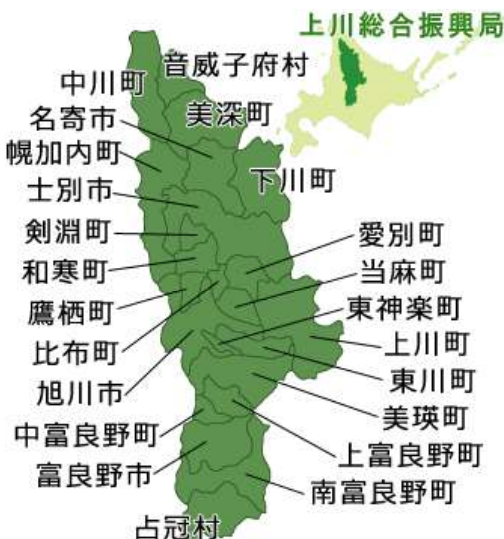 上川総合振興局
音威子府村
中川町
美深町
名寄市
幌加内町
下川町
士別市
剣淵町
愛別町
和寒町
当麻町
鷹栖町
東神楽町
比布町
上川町
旭川市
東川町
美瑛町
中富良野町
上富良野町
富良野市
南富良野町
占冠村